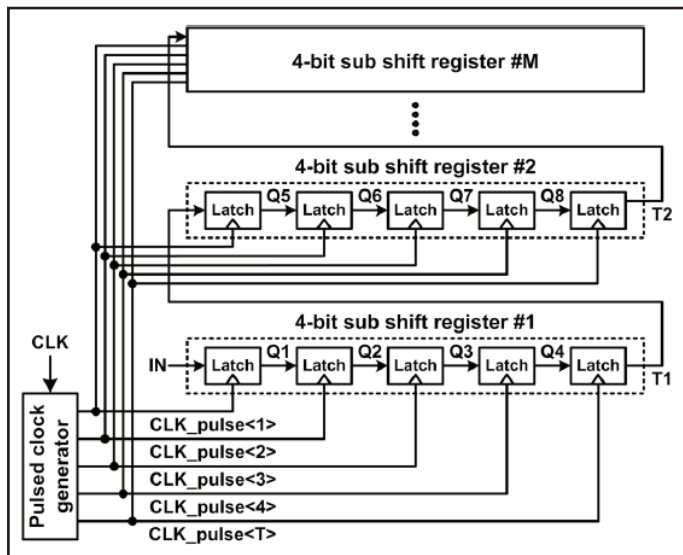 4-bit sub shift register #M
4-bit sub shift register #2
Q5 Q6 Q7 Q8
Latch Latch Latch Latch Latch
T2
4-bit sub shift register #1
CLK
IN
Q1 Q2 Q3 Q4
Latch Latch Latch Latch Latch
T1
Pulsed clock
generator
CLK_pulse<1>
CLK_pulse<2>
CLK_pulse<3>
CLK_pulse<4>
CLK_pulse<T>